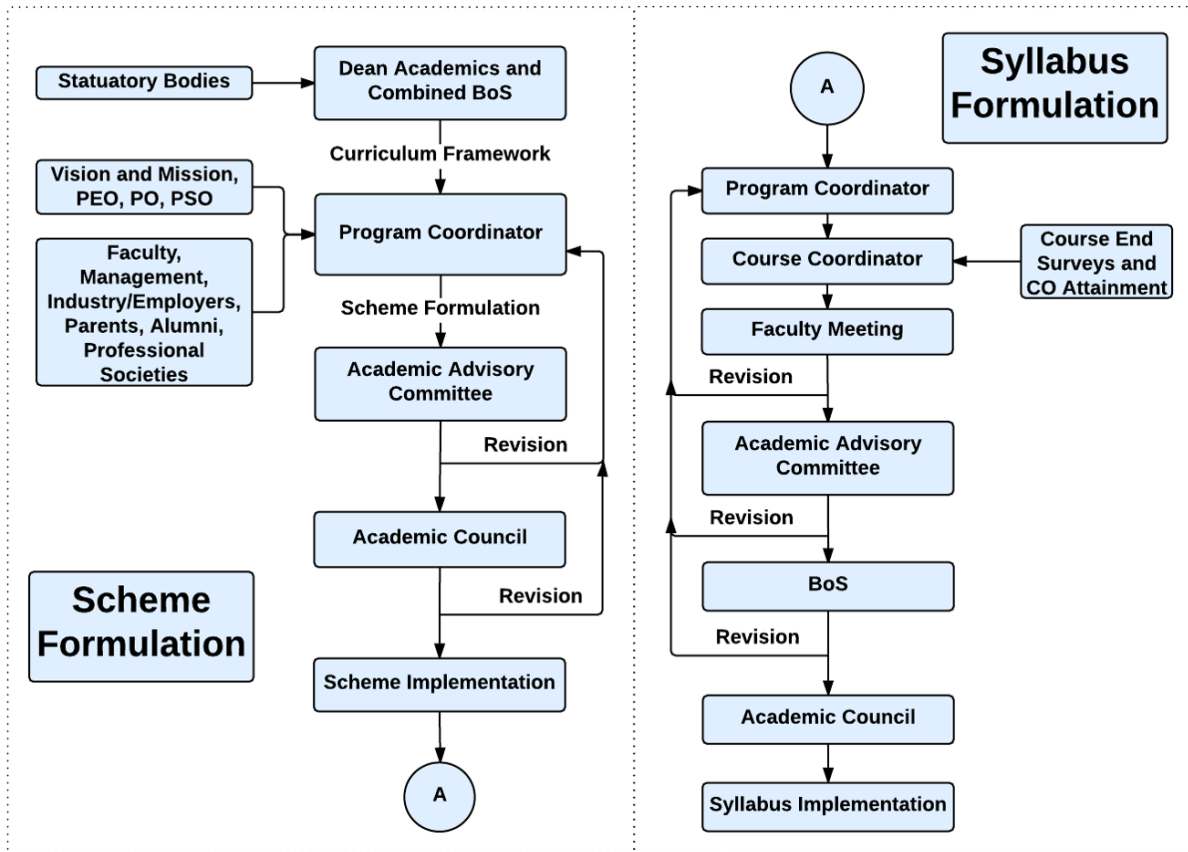 Statuatory Bodies
Dean Academics and
Combined BoS
Curriculum Framework
Vision and Mission,
PEO, PO, PSO
Program Coordinator
Faculty,
Management,
Industry/Employers,
Parents, Alumni,
Professional
Societies
Scheme Formulation
Academic Advisory
Committee
Revision
Academic Council
Revision
Scheme
Formulation
Scheme Implementation
A
Syllabus
Formulation
A
Program Coordinator
Course Coordinator
Course End
Surveys and
CO Attainment
Faculty Meeting
Revision
Academic Advisory
Committee
Revision
BoS
Revision
Academic Council
Syllabus Implementation